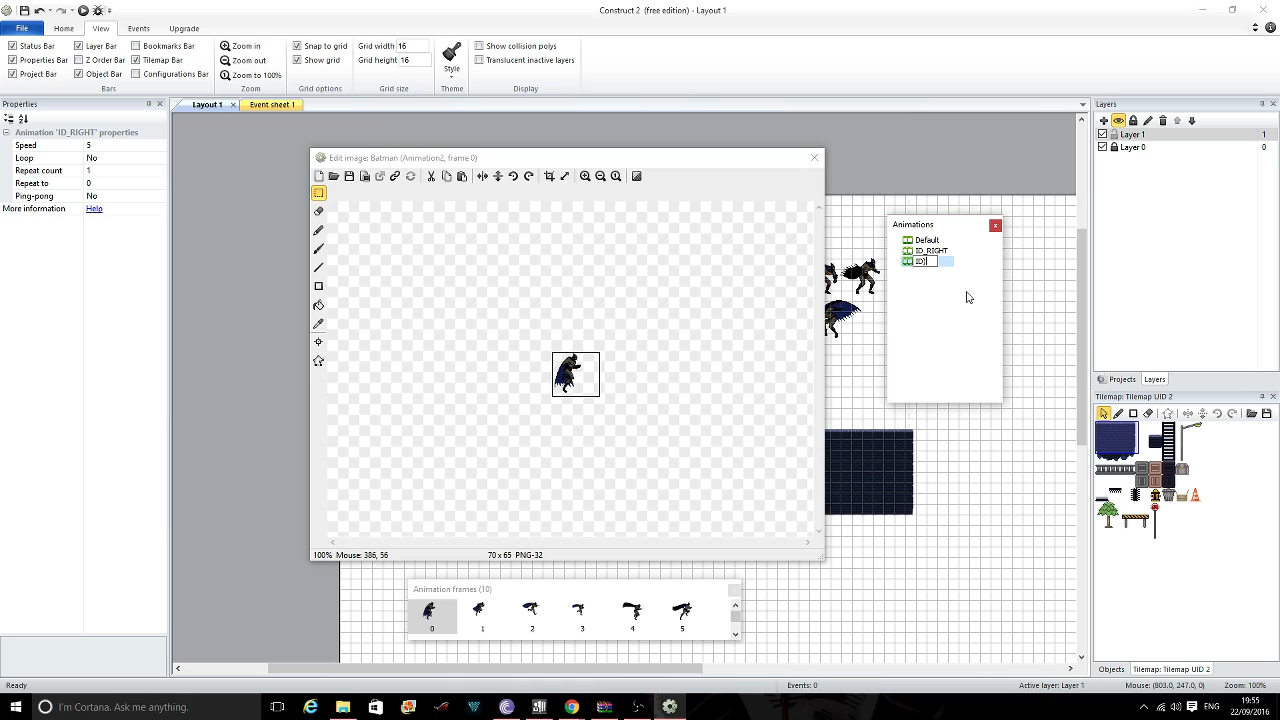 Construct 2 (free edition) - Layout 1
File Home View Events Upgrade
Status Bar Layer Bar Bookmarks Bar Zoom in Snap to grid Grid width 16 Show collision polys
Properties Bar Z Order Bar Tilemap Bar Zoom out Show grid Grid height 16 Translucent inactive layers
Project Bar Object Bar Configurations Bar Zoom to 100% Style
Bars Zoom Grid options Grid size Theme Display
Properties
Layout 1 Event sheet 1
Layers
Animation 'ID_RIGHT' properties
Speed 5
Loop No
Repeat count 1
Repeat to 0
Ping-pong No
More information Help
Edit image: Batman (Animation2, frame 0)
Animations
Default
ID_RIGHT
ID)
Layer 1 1
Layer 0 0
Projects Layers
Tilemap: Tilemap UID 2
100% Mouse: 386, 56 70 x 65 PNG-32
Animation frames (10)
0 1 2 3 4 5
Objects Tilemap: Tilemap UID 2
Ready Events: 0 Active layer: Layer 1 Mouse: (803.0, 247.0, 0) Zoom: 100%
I'm Cortana. Ask me anything.
ENG
19:55
22/09/2016